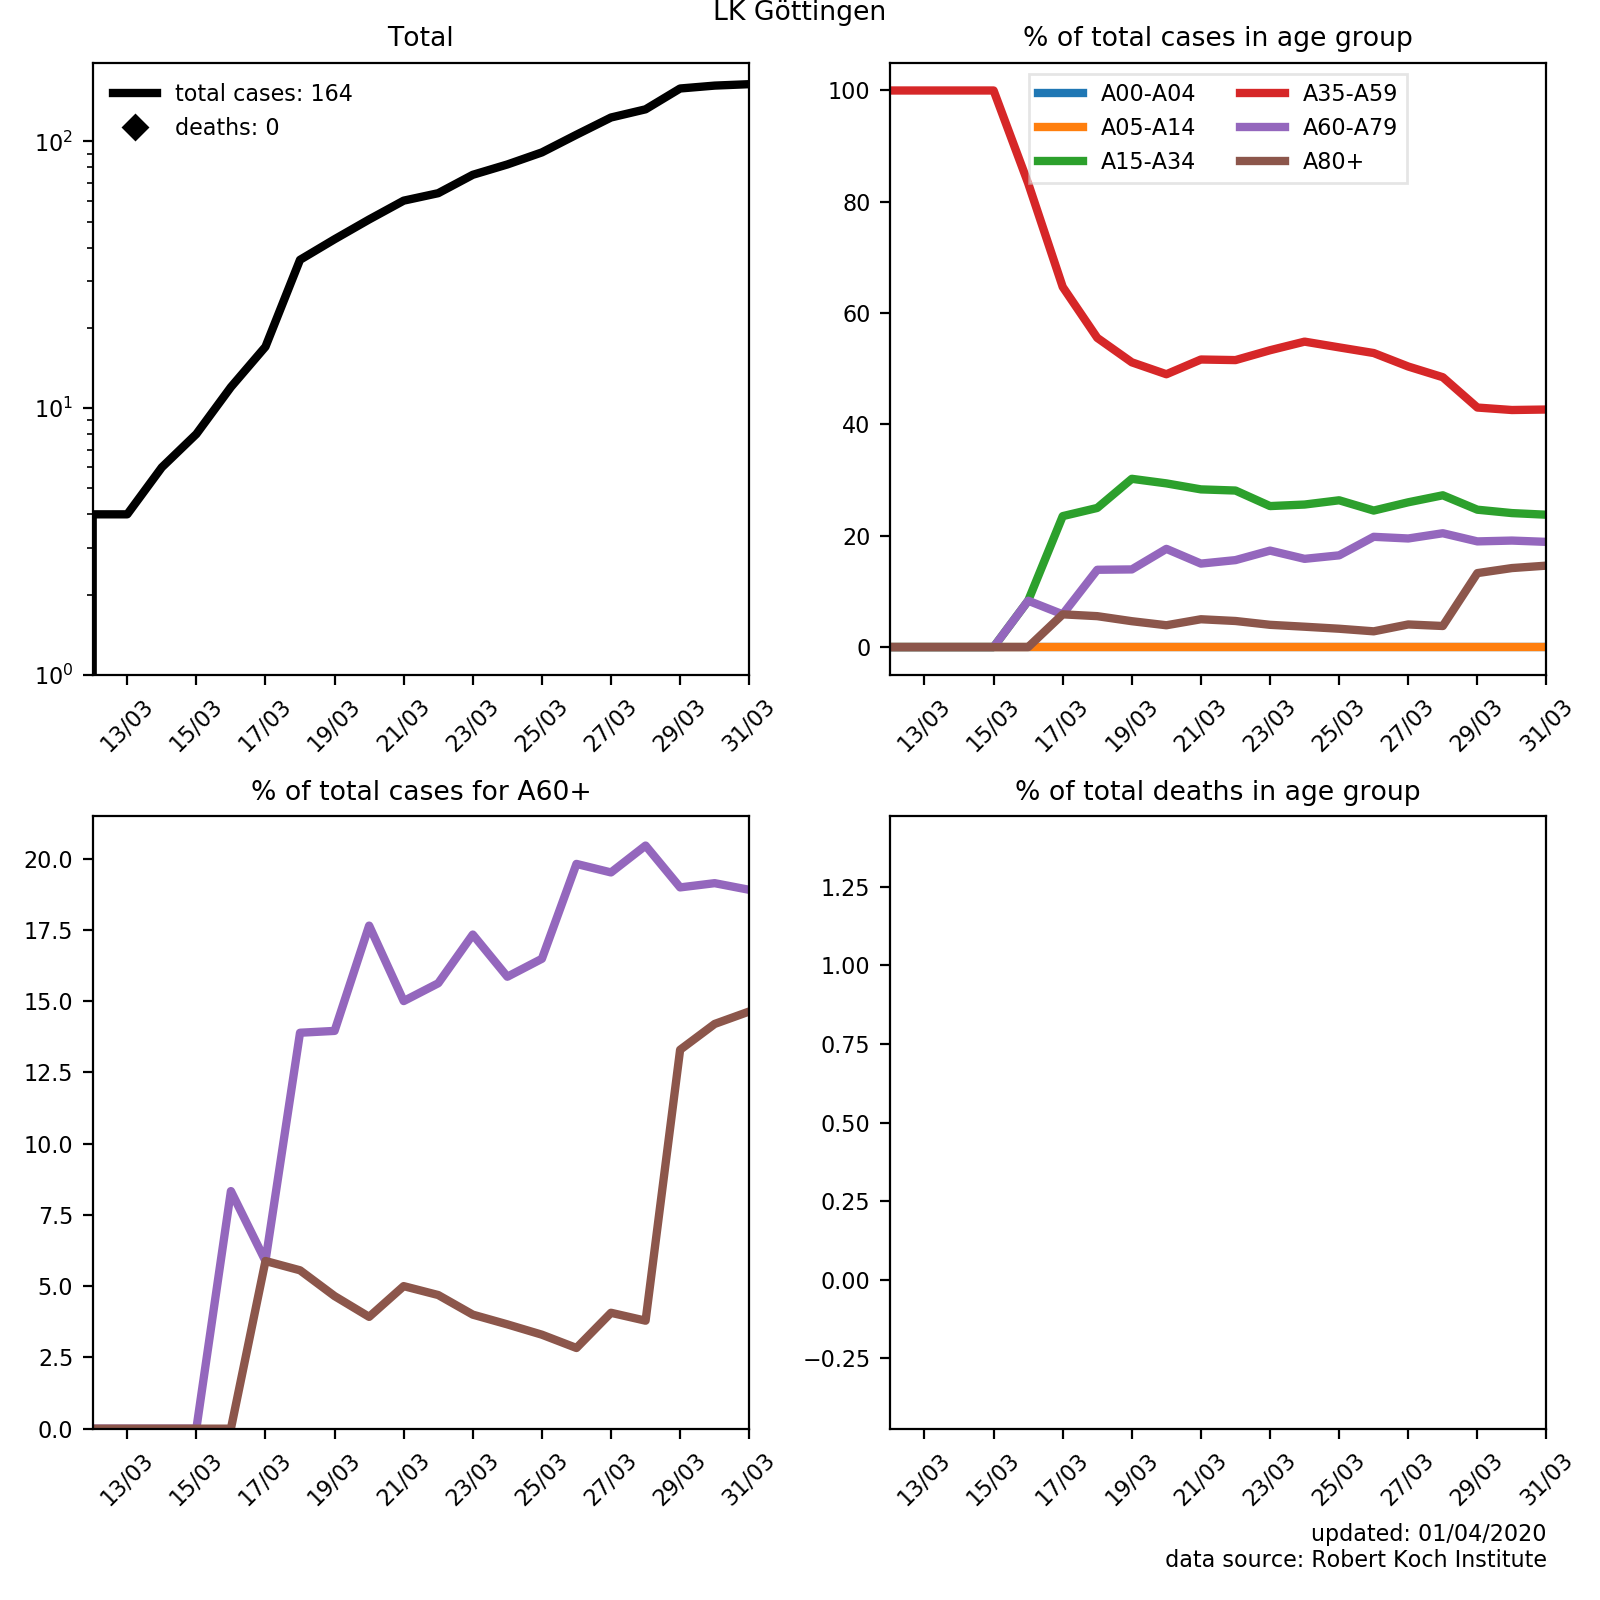 LK Göttingen
Total
total cases: 164
deaths: 0
10²
10¹
10⁰
13/03 15/03 17/03 19/03 21/03 23/03 25/03 27/03 29/03 31/03
% of total cases in age group
A00-A04 A35-A59
A05-A14 A60-A79
A15-A34 A80+
100
80
60
40
20
0
13/03 15/03 17/03 19/03 21/03 23/03 25/03 27/03 29/03 31/03
% of total cases for A60+
20.0
17.5
15.0
12.5
10.0
7.5
5.0
2.5
0.0
13/03 15/03 17/03 19/03 21/03 23/03 25/03 27/03 29/03 31/03
% of total deaths in age group
1.25
1.00
0.75
0.50
0.25
0.00
−0.25
13/03 15/03 17/03 19/03 21/03 23/03 25/03 27/03 29/03 31/03
updated: 01/04/2020
data source: Robert Koch Institute